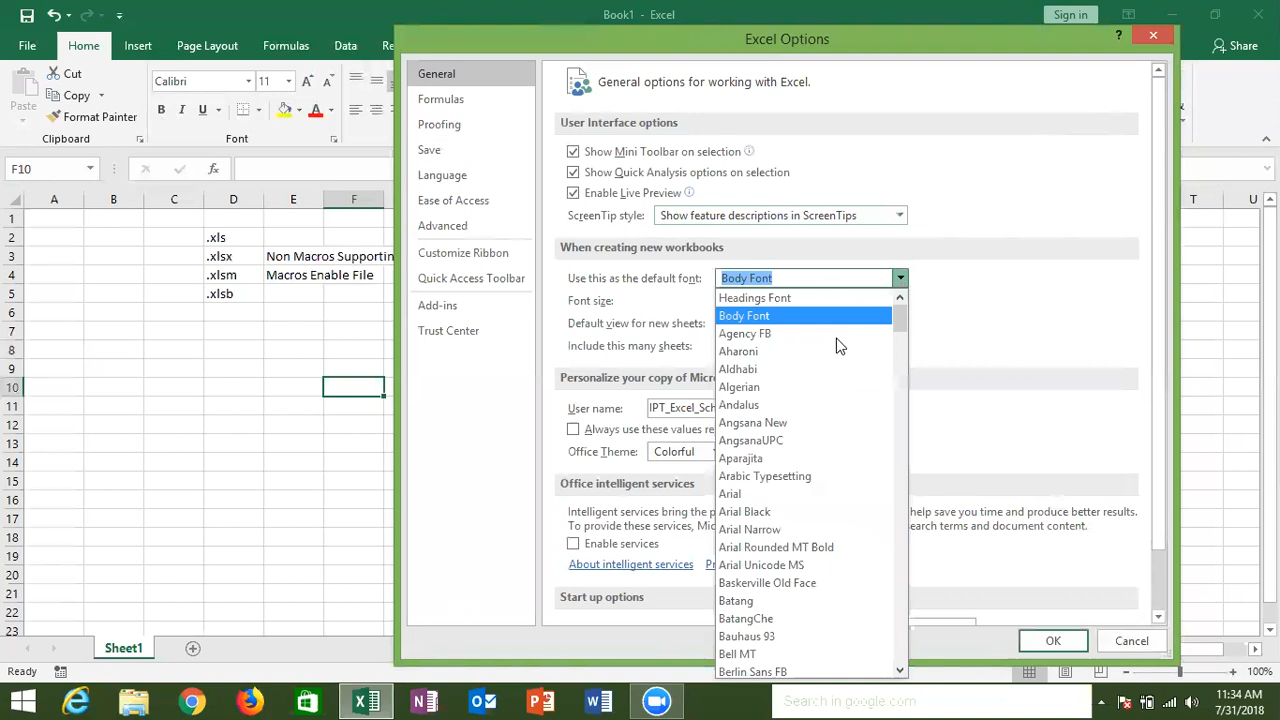 Book1 - Excel
Sign in
File
Home
Insert
Page Layout
Formulas
Data
Share
Cut
Copy
Format Painter
Paste
Clipboard
Calibri
11
B I U
Font
F10
fx
A B C D E F T U
1
2 .xls
3 .xlsx Non Macros Supportin
4 .xlsm Macros Enable File
5 .xlsb
6
7
8
9
10
11
12
13
14
15
16
17
18
19
20
21
22
23
Sheet1
Ready
100%
Excel Options
?
General
Formulas
Proofing
Save
Language
Ease of Access
Advanced
Customize Ribbon
Quick Access Toolbar
Add-ins
Trust Center
General options for working with Excel.
User Interface options
Show Mini Toolbar on selection
Show Quick Analysis options on selection
Enable Live Preview
ScreenTip style: Show feature descriptions in ScreenTips
When creating new workbooks
Use this as the default font: Body Font
Font size:
Default view for new sheets:
Include this many sheets:
Headings Font
Body Font
Agency FB
Aharoni
Aldhabi
Algerian
Andalus
Angsana New
AngsanaUPC
Aparajita
Arabic Typesetting
Arial
Arial Black
Arial Narrow
Arial Rounded MT Bold
Arial Unicode MS
Baskerville Old Face
Batang
BatangChe
Bauhaus 93
Bell MT
Berlin Sans FB
Personalize your copy of Micr
User name: IPT_Excel_Sch
Always use these values re
Office Theme: Colorful
Office intelligent services
Intelligent services bring the p help save you time and produce better results.
To provide these services, Mic search terms and document content.
Enable services
About intelligent services Pr
Start up options
OK
Cancel
Search in google.com
11:34 AM
7/31/2018